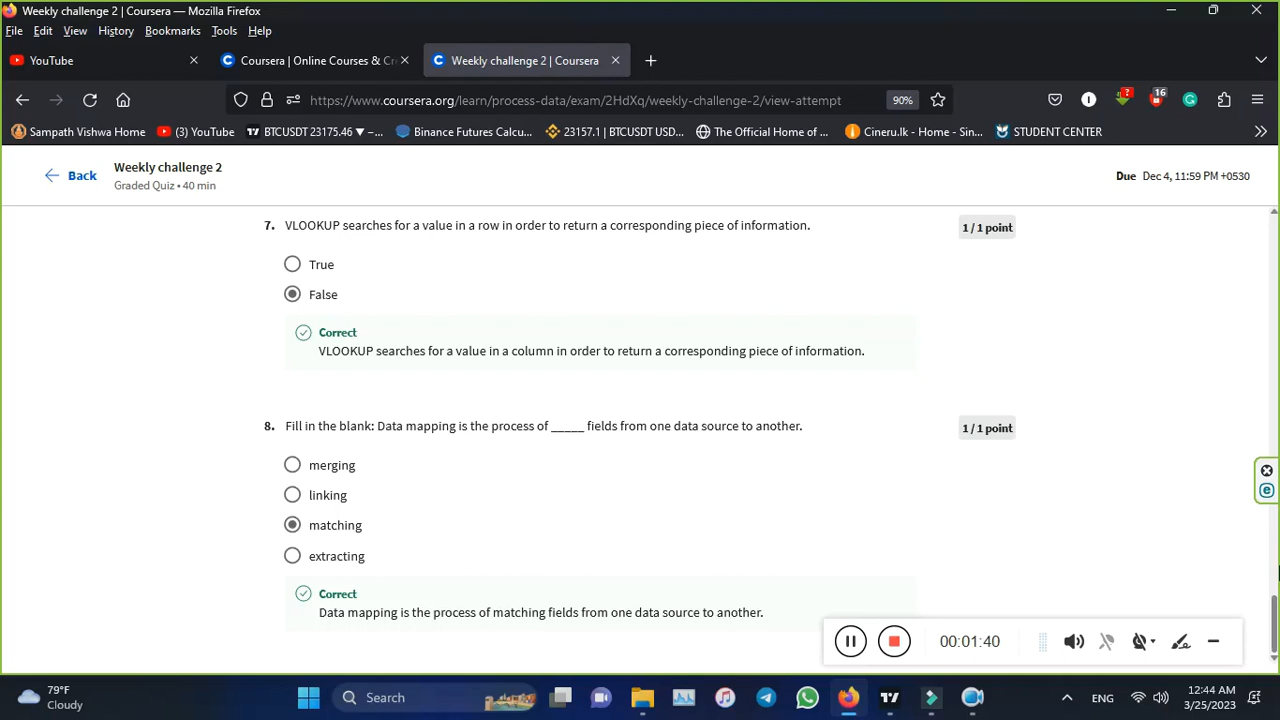 Weekly challenge 2 | Coursera — Mozilla Firefox
File Edit View History Bookmarks Tools Help
YouTube
Coursera | Online Courses & Cre
Weekly challenge 2 | Coursera
https://www.coursera.org/learn/process-data/exam/2HdXq/weekly-challenge-2/view-attempt
90%
? 16
Sampath Vishwa Home
(3) YouTube
BTCUSDT 23175.46 ▼ −...
Binance Futures Calcu...
23157.1 | BTCUSDT USD...
The Official Home of ...
Cineru.lk - Home - Sin...
STUDENT CENTER
Back
Weekly challenge 2
Graded Quiz • 40 min
Due Dec 4, 11:59 PM +0530
7. VLOOKUP searches for a value in a row in order to return a corresponding piece of information.
1 / 1 point
True
False
Correct
VLOOKUP searches for a value in a column in order to return a corresponding piece of information.
8. Fill in the blank: Data mapping is the process of _____ fields from one data source to another.
1 / 1 point
merging
linking
matching
extracting
Correct
Data mapping is the process of matching fields from one data source to another.
00:01:40
79°F
Cloudy
Search
ENG
12:44 AM
3/25/2023